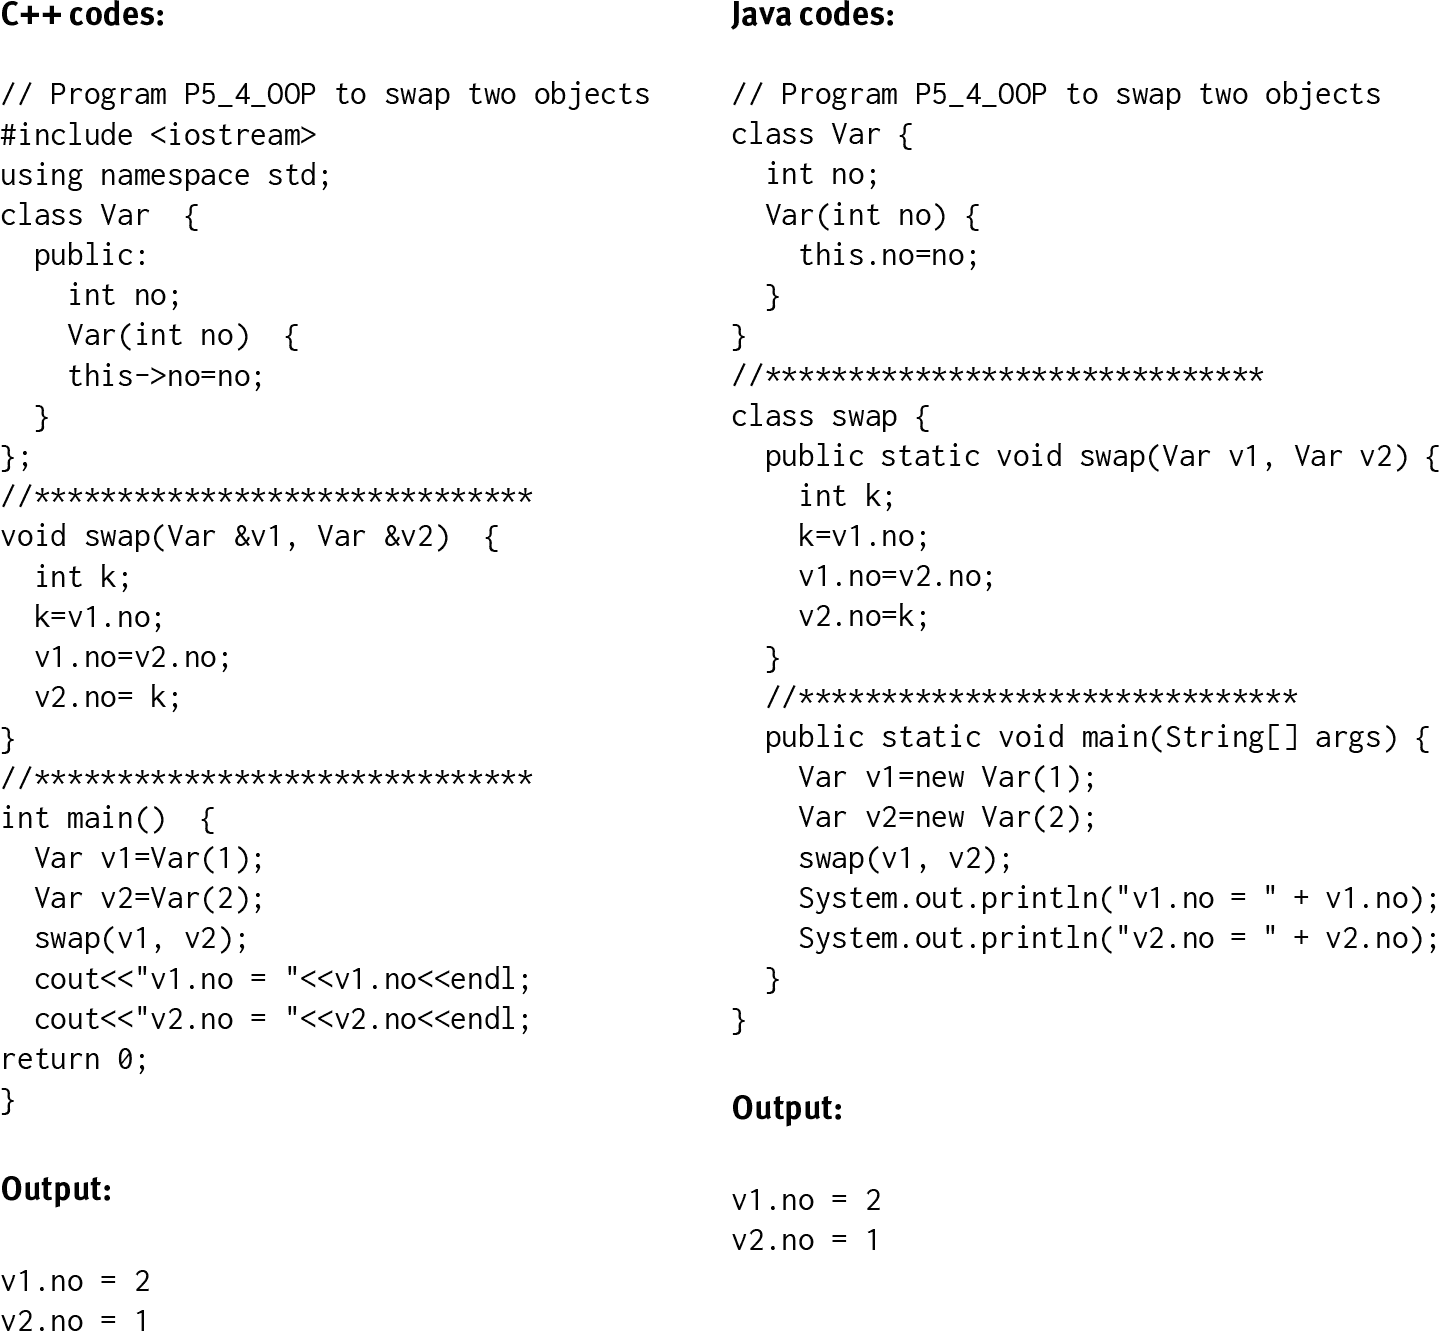 C++ codes:
// Program P5_4_OOP to swap two objects
#include <iostream>
using namespace std;
class Var  {
  public:
    int no;
    Var(int no)  {
    this->no=no;
  }
};
//******************************
void swap(Var &v1, Var &v2)  {
  int k;
  k=v1.no;
  v1.no=v2.no;
  v2.no= k;
}
//******************************
int main()  {
  Var v1=Var(1);
  Var v2=Var(2);
  swap(v1, v2);
  cout<<"v1.no = "<<v1.no<<endl;
  cout<<"v2.no = "<<v2.no<<endl;
return 0;
}
Output:
v1.no = 2
v2.no = 1
Java codes:
// Program P5_4_OOP to swap two objects
class Var {
  int no;
  Var(int no) {
    this.no=no;
  }
}
//******************************
class swap {
  public static void swap(Var v1, Var v2) {
    int k;
    k=v1.no;
    v1.no=v2.no;
    v2.no=k;
  }
  //******************************
  public static void main(String[] args) {
    Var v1=new Var(1);
    Var v2=new Var(2);
    swap(v1, v2);
    System.out.println("v1.no = " + v1.no);
    System.out.println("v2.no = " + v2.no);
  }
}
Output:
v1.no = 2
v2.no = 1